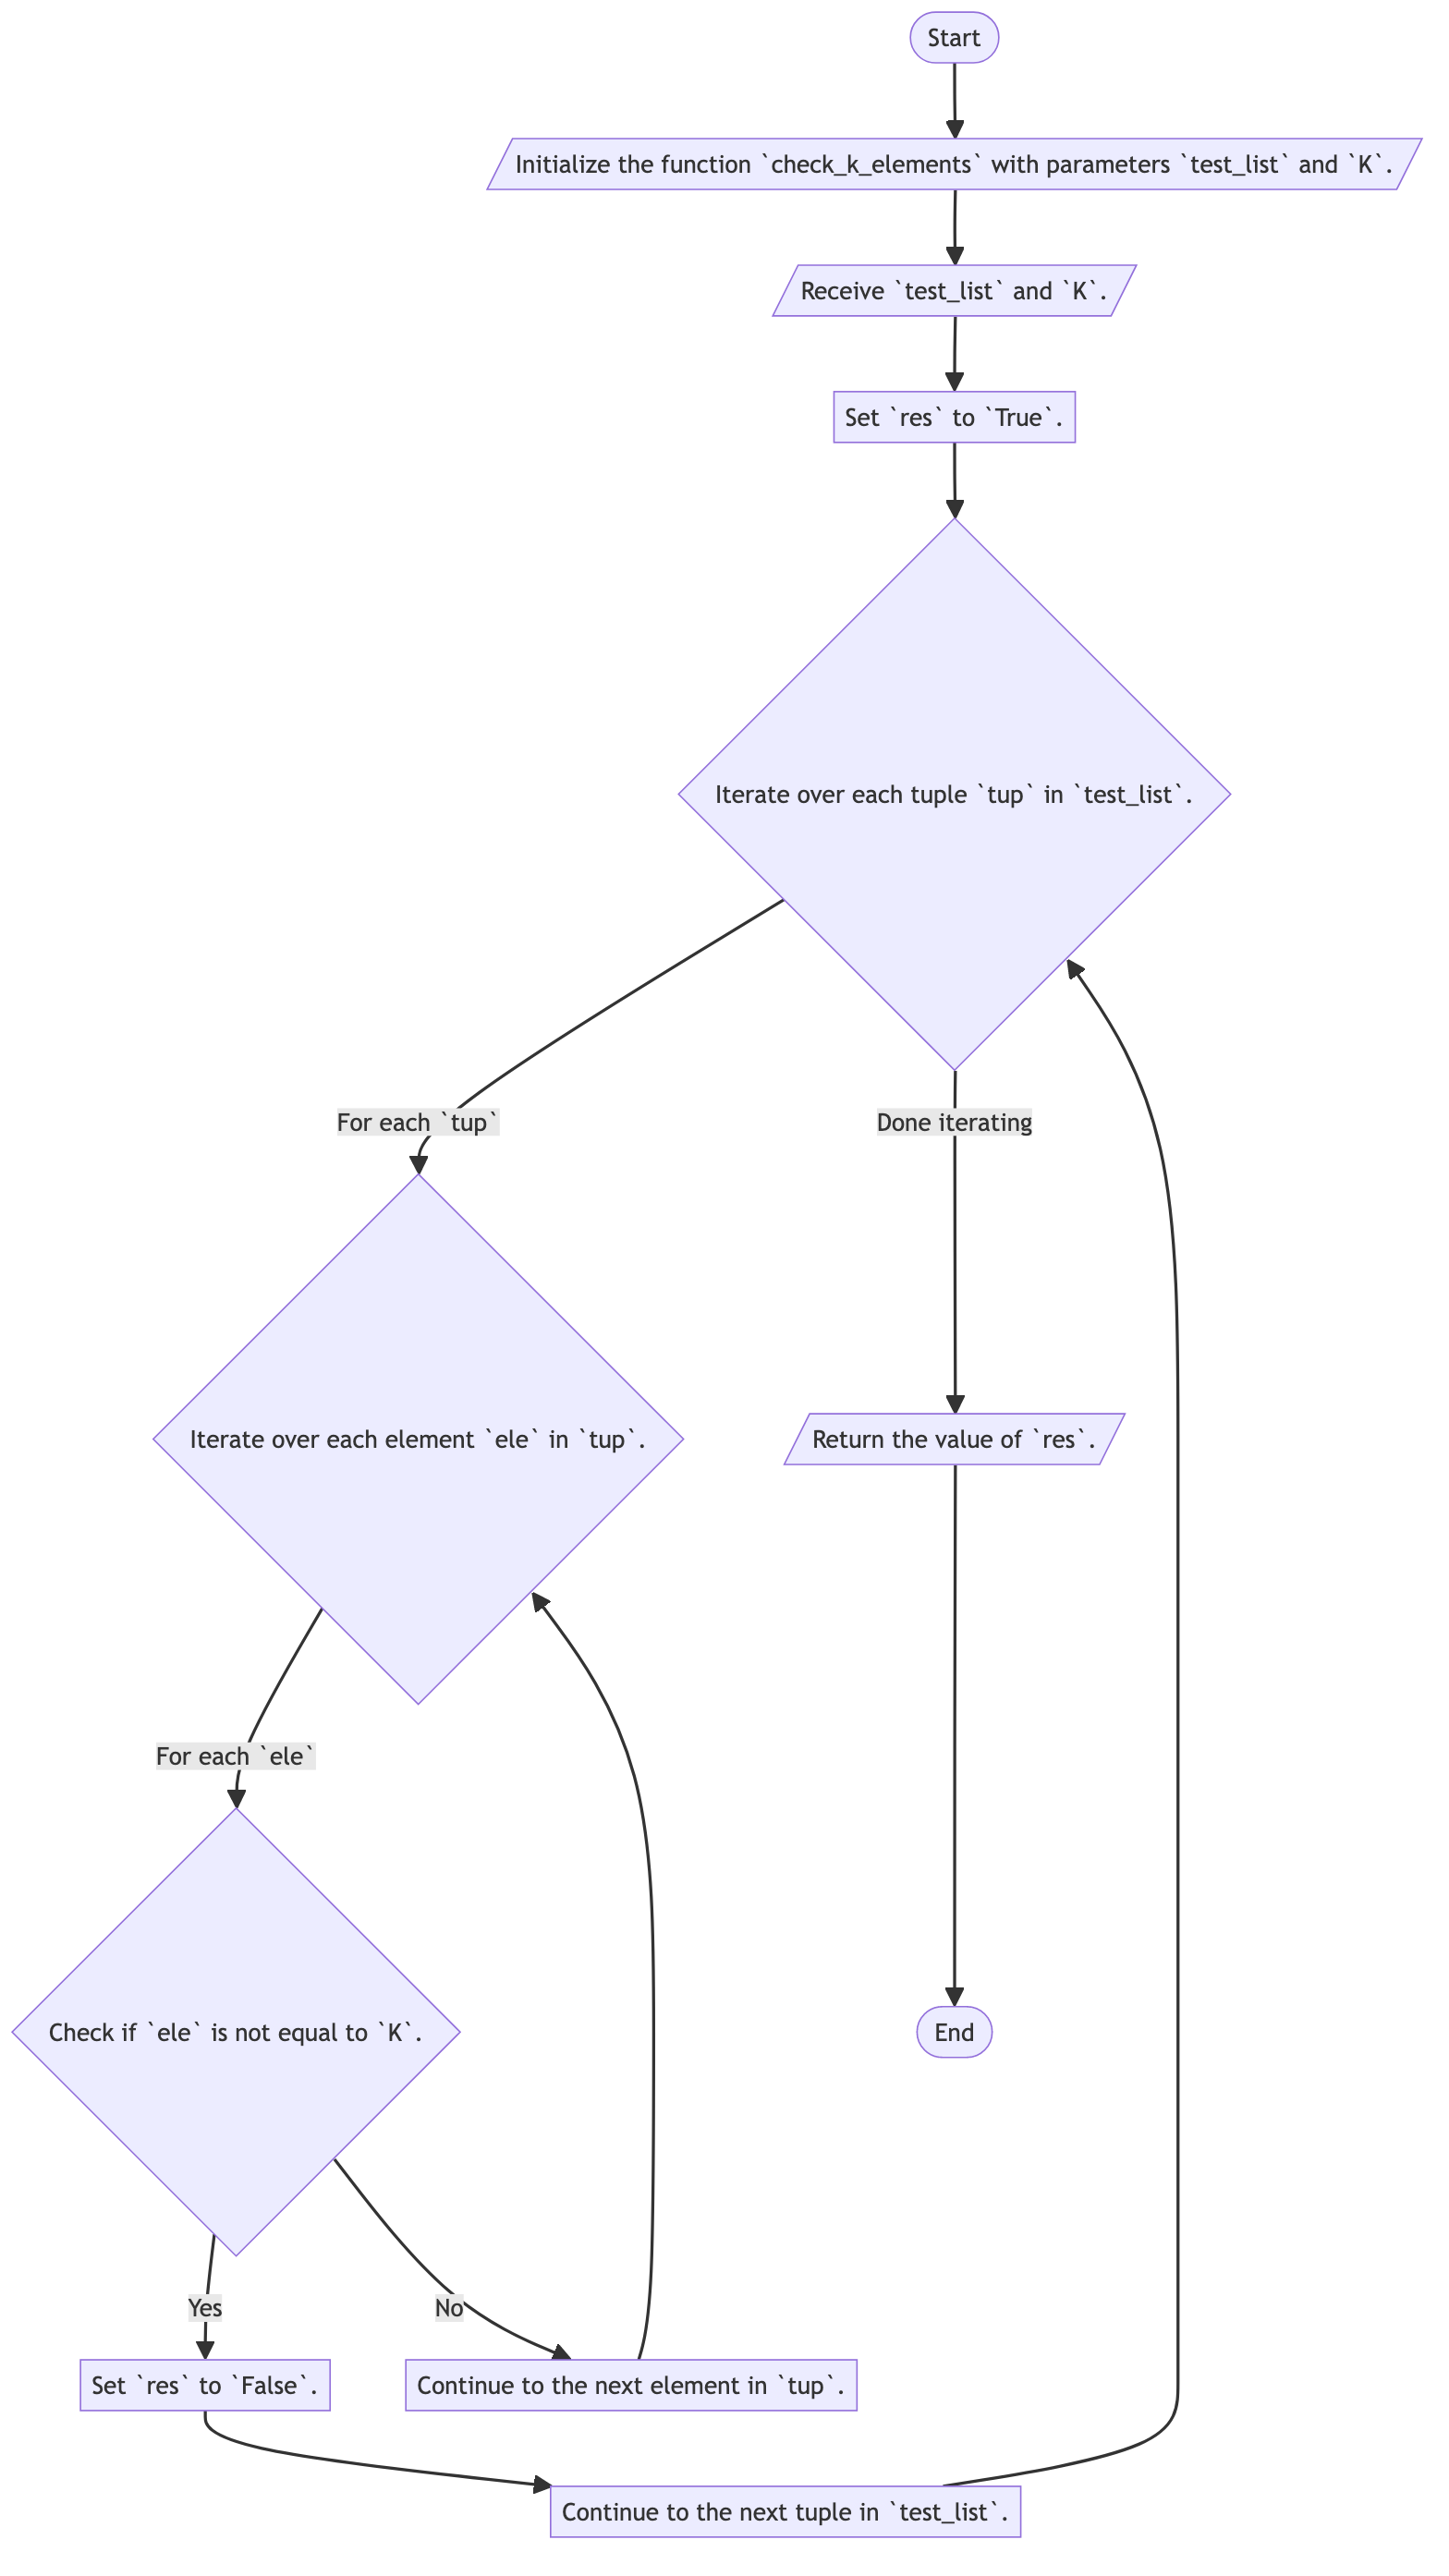 Start
Initialize the function `check_k_elements` with parameters `test_list` and `K`.
Receive `test_list` and `K`.
Set `res` to `True`.
Iterate over each tuple `tup` in `test_list`.
For each `tup`
Done iterating
Iterate over each element `ele` in `tup`.
Return the value of `res`.
For each `ele`
Check if `ele` is not equal to `K`.
End
Yes
No
Set `res` to `False`.
Continue to the next element in `tup`.
Continue to the next tuple in `test_list`.